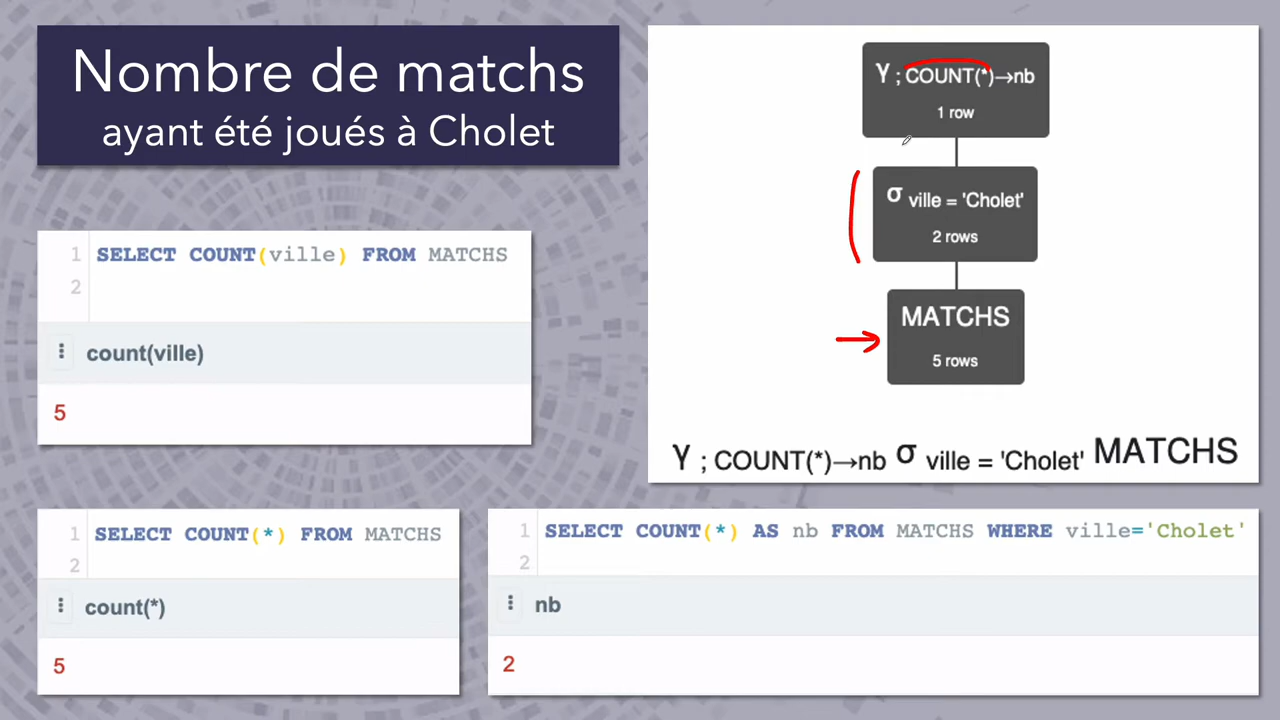 Nombre de matchs
ayant été joués à Cholet
1 SELECT COUNT(ville) FROM MATCHS
2
count(ville)
5
1 SELECT COUNT(*) FROM MATCHS
2
count(*)
5
γ ; COUNT(*)→nb
1 row
σ ville = 'Cholet'
2 rows
MATCHS
5 rows
γ ; COUNT(*)→nb σ ville = 'Cholet' MATCHS
1 SELECT COUNT(*) AS nb FROM MATCHS WHERE ville='Cholet'
2
nb
2